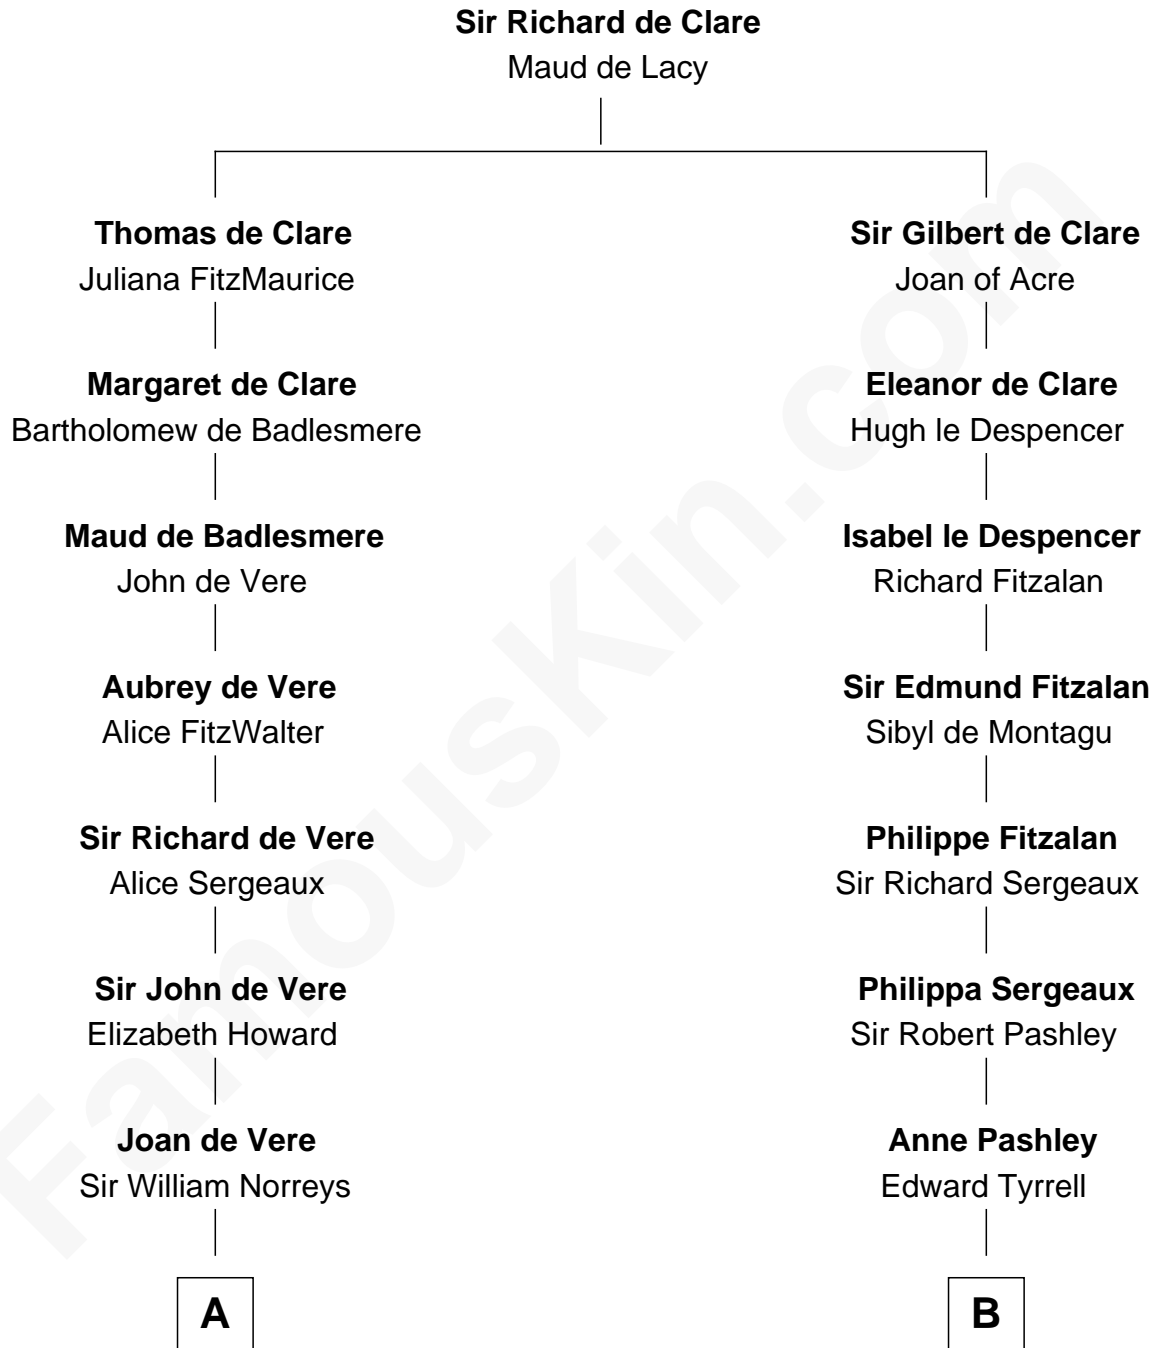 Sir Richard de Clare
Maud de Lacy
Thomas de Clare
Juliana FitzMaurice
Sir Gilbert de Clare
Joan of Acre
Margaret de Clare
Bartholomew de Badlesmere
Eleanor de Clare
Hugh le Despencer
Maud de Badlesmere
John de Vere
Isabel le Despencer
Richard Fitzalan
Aubrey de Vere
Alice FitzWalter
Sir Edmund Fitzalan
Sibyl de Montagu
Sir Richard de Vere
Alice Sergeaux
Philippe Fitzalan
Sir Richard Sergeaux
Sir John de Vere
Elizabeth Howard
Philippa Sergeaux
Sir Robert Pashley
Joan de Vere
Sir William Norreys
Anne Pashley
Edward Tyrrell
A
B
FamousKin.com